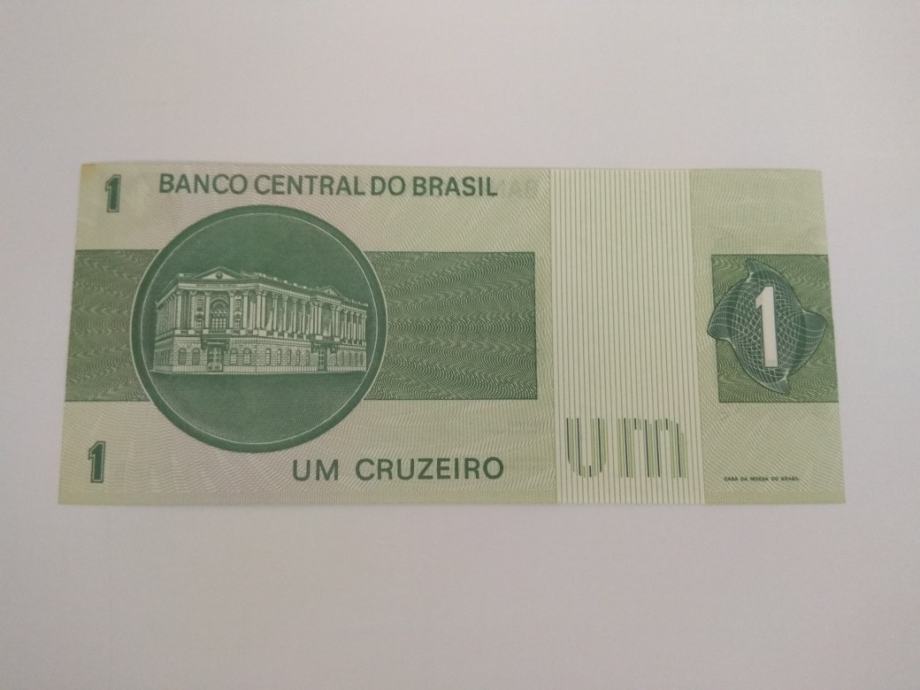 1 BANCO CENTRAL DO BRASIL
1
1 UM CRUZEIRO
um
CASA DA MOEDA DO BRASIL